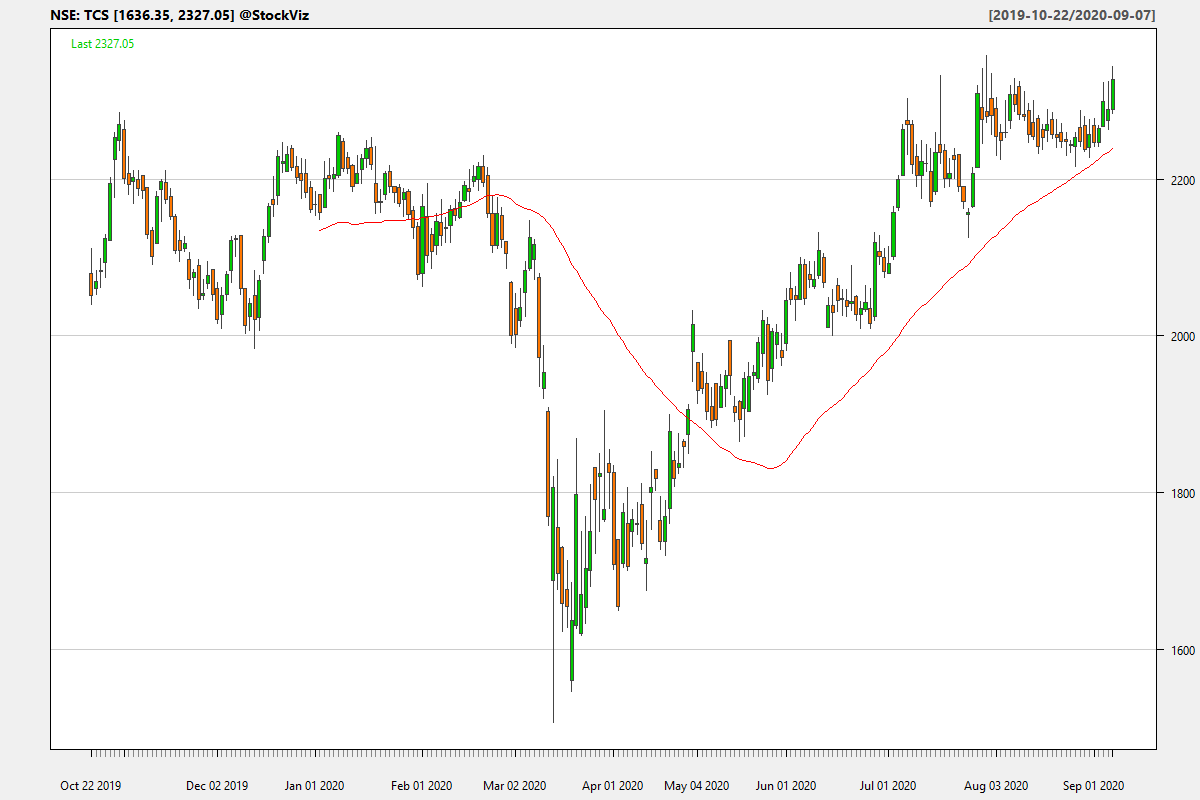 NSE: TCS [1636.35, 2327.05] @StockViz [2019-10-22/2020-09-07]
Last 2327.05
2200
2000
1800
1600
Oct 22 2019 Dec 02 2019 Jan 01 2020 Feb 01 2020 Mar 02 2020 Apr 01 2020 May 04 2020 Jun 01 2020 Jul 01 2020 Aug 03 2020 Sep 01 2020